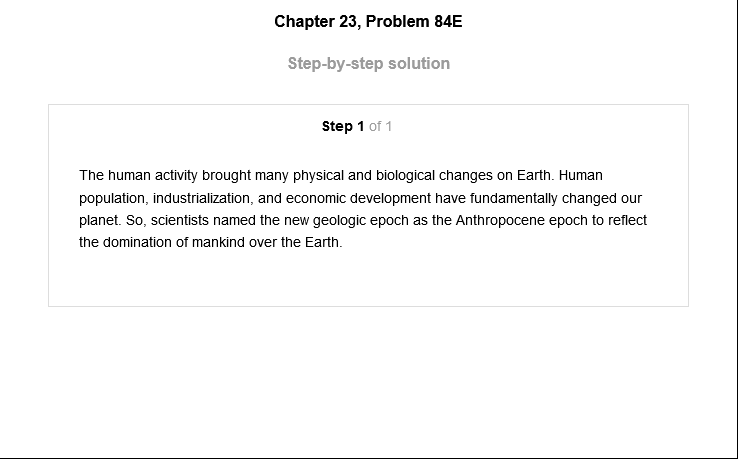 Chapter 23, Problem 84E
Step-by-step solution
Step 1 of 1
The human activity brought many physical and biological changes on Earth. Human
population, industrialization, and economic development have fundamentally changed our
planet. So, scientists named the new geologic epoch as the Anthropocene epoch to reflect
the domination of mankind over the Earth.